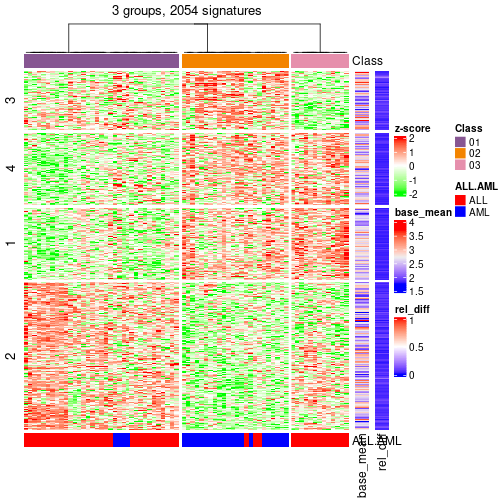 3 groups, 2054 signatures
Class
3
4
1
2
z-score
2
1
0
-1
-2
base_mean
4
3.5
3
2.5
2
1.5
rel_diff
1
0.5
0
Class
01
02
03
ALL.AML
ALL
AML
ALL.AML
base_mean
rel_diff